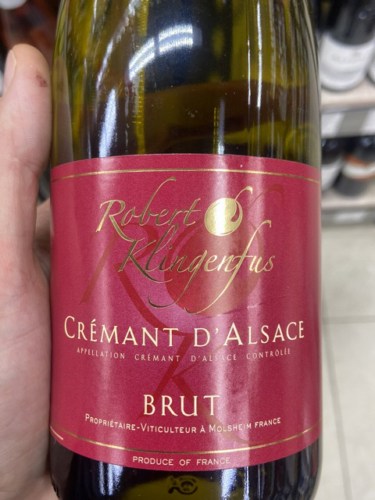 Robert
Klingenfus
CRÉMANT D'ALSACE
APPELLATION CRÉMANT D'ALSACE CONTRÔLÉE
BRUT
PROPRIÉTAIRE-VITICULTEUR À MOLSHEIM FRANCE
PRODUCE OF FRANCE